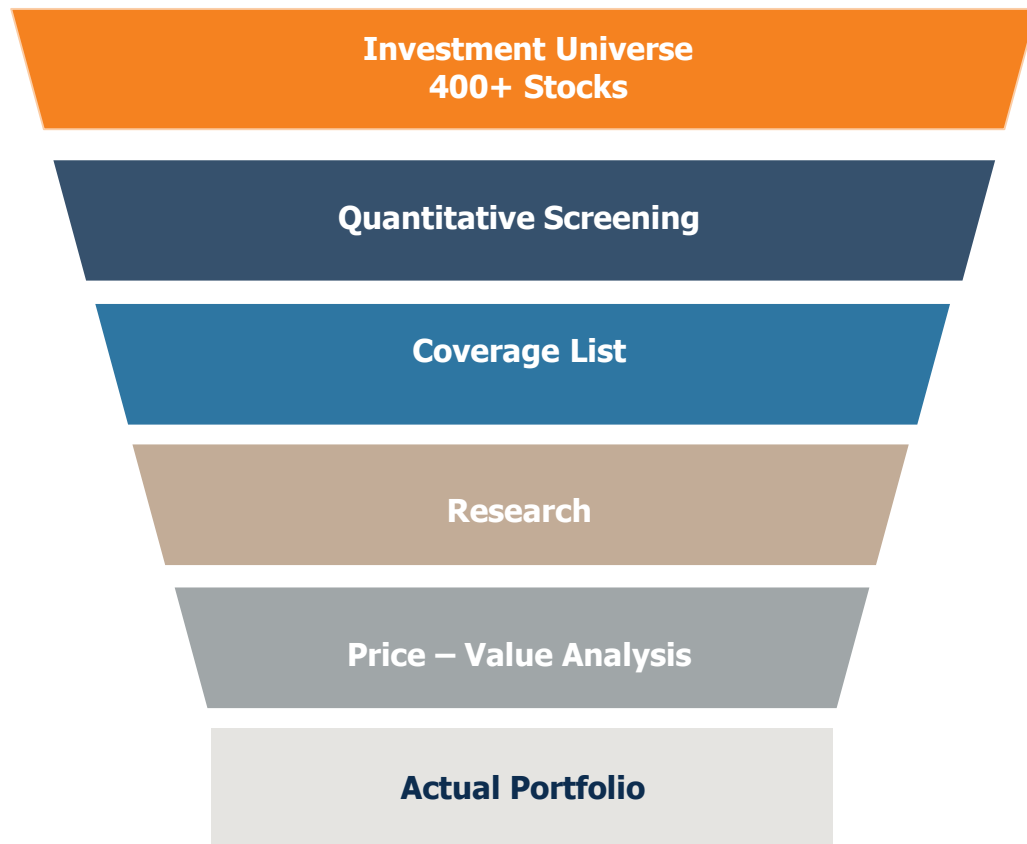 Investment Universe
400+ Stocks
Quantitative Screening
Coverage List
Research
Price – Value Analysis
Actual Portfolio